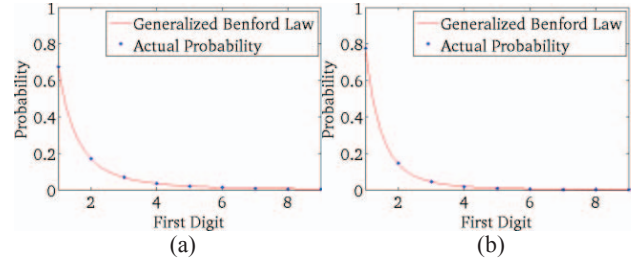 1
0.8
0.6
0.4
0.2
0
Probability
Generalized Benford Law
Actual Probability
2 4 6 8
First Digit
(a)
1
0.8
0.6
0.4
0.2
0
Probability
Generalized Benford Law
Actual Probability
2 4 6 8
First Digit
(b)